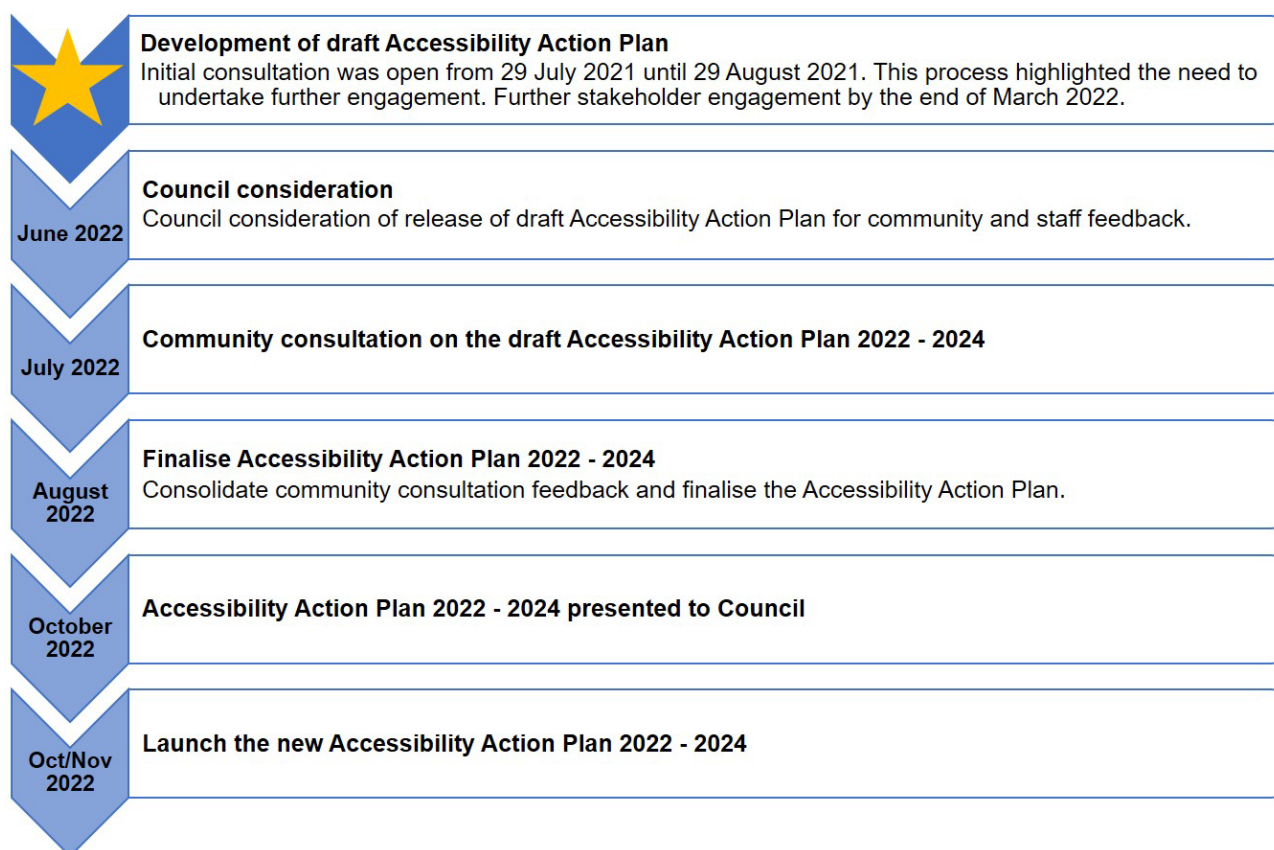 Development of draft Accessibility Action Plan
Initial consultation was open from 29 July 2021 until 29 August 2021. This process highlighted the need to
undertake further engagement. Further stakeholder engagement by the end of March 2022.
June 2022
Council consideration
Council consideration of release of draft Accessibility Action Plan for community and staff feedback.
July 2022
Community consultation on the draft Accessibility Action Plan 2022 - 2024
August
2022
Finalise Accessibility Action Plan 2022 - 2024
Consolidate community consultation feedback and finalise the Accessibility Action Plan.
October
2022
Accessibility Action Plan 2022 - 2024 presented to Council
Oct/Nov
2022
Launch the new Accessibility Action Plan 2022 - 2024